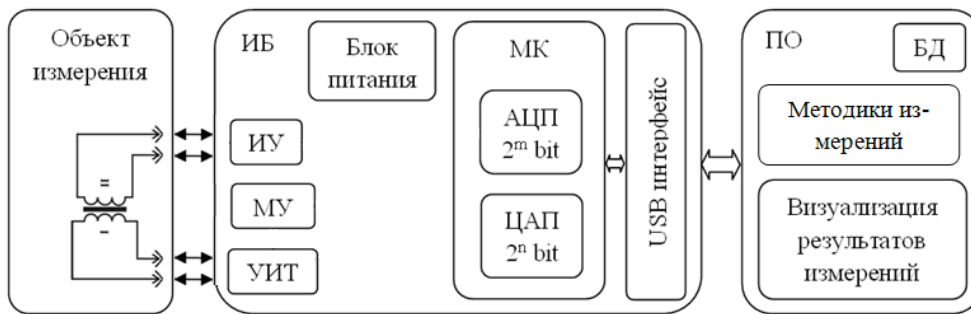 Объект
измерения
ИБ
Блок
питания
ИУ
МУ
УИТ
МК
АЦП
2^m bit
ЦАП
2^n bit
USB интерфейс
ПО
БД
Методики из-
мерений
Визуализация
результатов
измерений